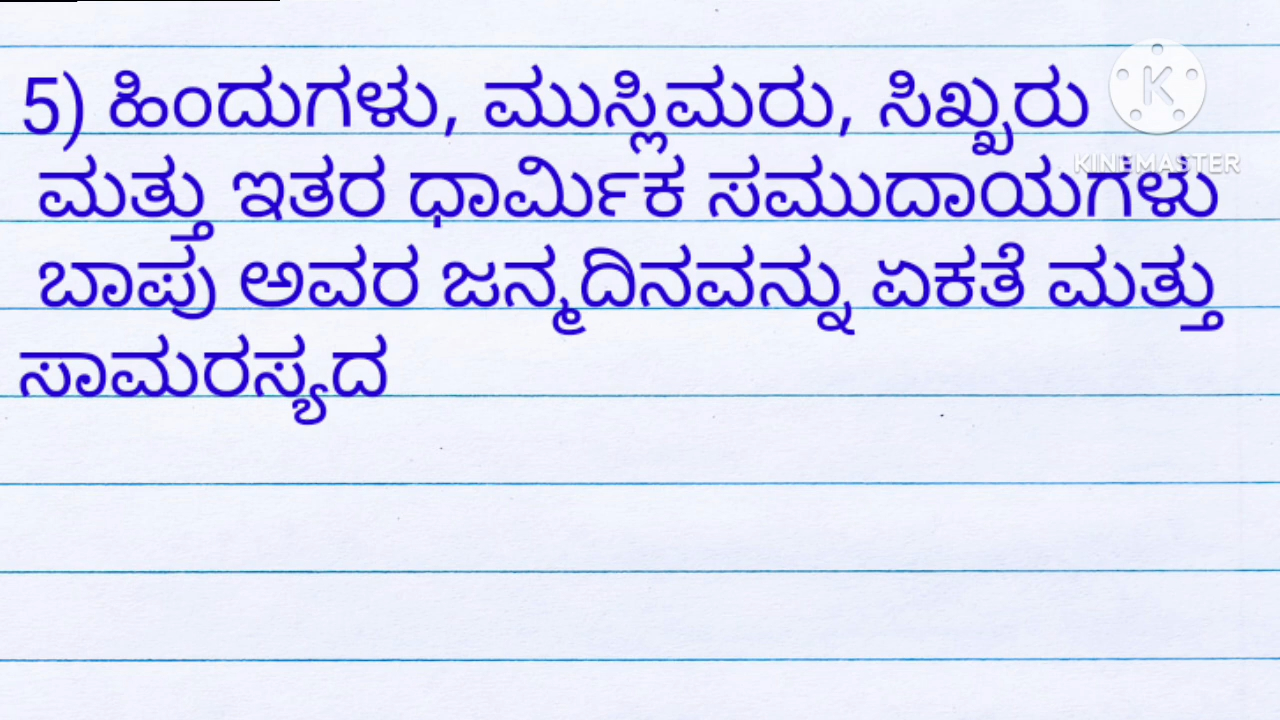 5) ಹಿಂದುಗಳು, ಮುಸ್ಲಿಮರು, ಸಿಖ್ಖರು
ಮತ್ತು ಇತರ ಧಾರ್ಮಿಕ ಸಮುದಾಯಗಳು
ಬಾಪು ಅವರ ಜನ್ಮದಿನವನ್ನು ಏಕತೆ ಮತ್ತು
ಸಾಮರಸ್ಯದ
K
KINEMASTER